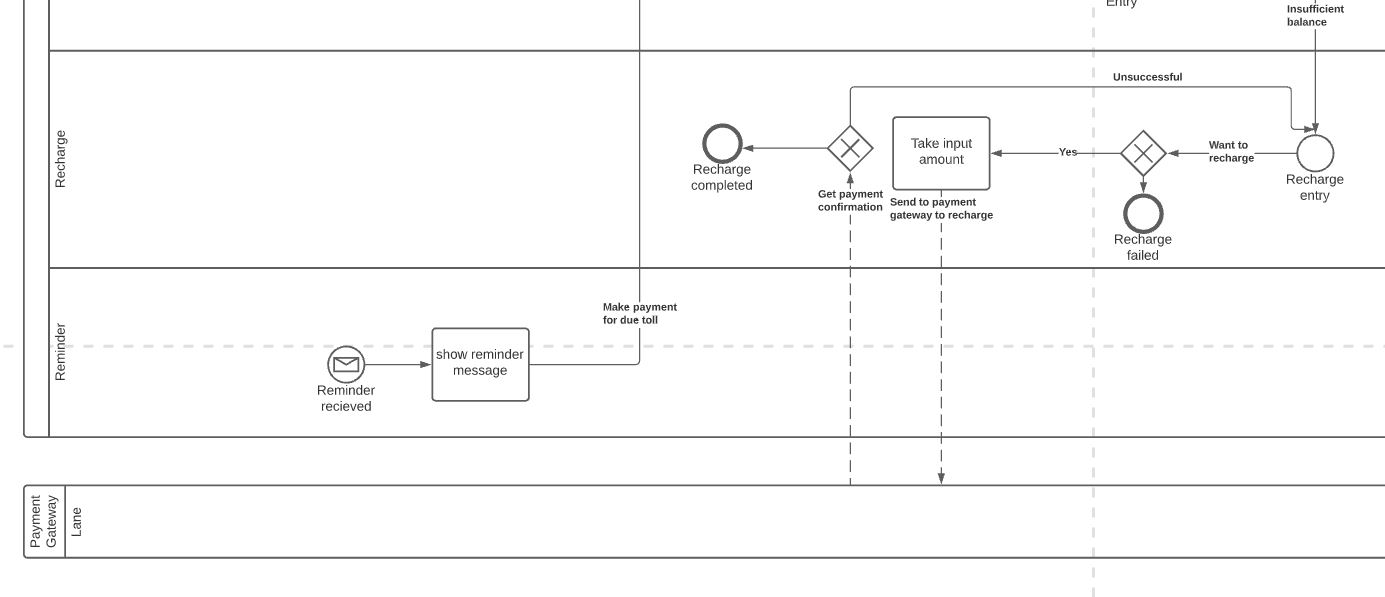 Entry
Insufficient
balance
Recharge
Unsuccessful
Recharge
completed
Take input
amount
Yes
Want to
recharge
Recharge
entry
Get payment
confirmation
Send to payment
gateway to recharge
Recharge
failed
Reminder
Make payment
for due toll
show reminder
message
Reminder
recieved
Payment
Gateway
Lane